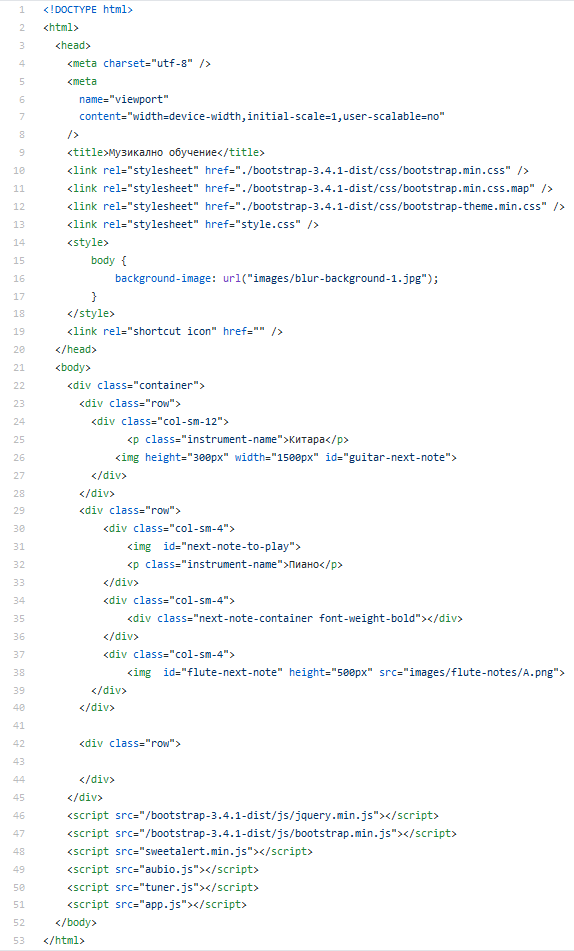 1 <!DOCTYPE html>
2 <html>
3 <head>
4 <meta charset="utf-8" />
5 <meta
6 name="viewport"
7 content="width=device-width,initial-scale=1,user-scalable=no"
8 />
9 <title>Музикално обучение</title>
10 <link rel="stylesheet" href="./bootstrap-3.4.1-dist/css/bootstrap.min.css" />
11 <link rel="stylesheet" href="./bootstrap-3.4.1-dist/css/bootstrap.min.css.map" />
12 <link rel="stylesheet" href="./bootstrap-3.4.1-dist/css/bootstrap-theme.min.css" />
13 <link rel="stylesheet" href="style.css" />
14 <style>
15 body {
16 background-image: url("images/blur-background-1.jpg");
17 }
18 </style>
19 <link rel="shortcut icon" href="" />
20 </head>
21 <body>
22 <div class="container">
23 <div class="row">
24 <div class="col-sm-12">
25 <p class="instrument-name">Китара</p>
26 <img height="300px" width="1500px" id="guitar-next-note">
27 </div>
28 </div>
29 <div class="row">
30 <div class="col-sm-4">
31 <img  id="next-note-to-play">
32 <p class="instrument-name">Пиано</p>
33 </div>
34 <div class="col-sm-4">
35 <div class="next-note-container font-weight-bold"></div>
36 </div>
37 <div class="col-sm-4">
38 <img  id="flute-next-note" height="500px" src="images/flute-notes/A.png">
39 </div>
40 </div>
41
42 <div class="row">
43
44 </div>
45 </div>
46 <script src="/bootstrap-3.4.1-dist/js/jquery.min.js"></script>
47 <script src="/bootstrap-3.4.1-dist/js/bootstrap.min.js"></script>
48 <script src="sweetalert.min.js"></script>
49 <script src="aubio.js"></script>
50 <script src="tuner.js"></script>
51 <script src="app.js"></script>
52 </body>
53 </html>